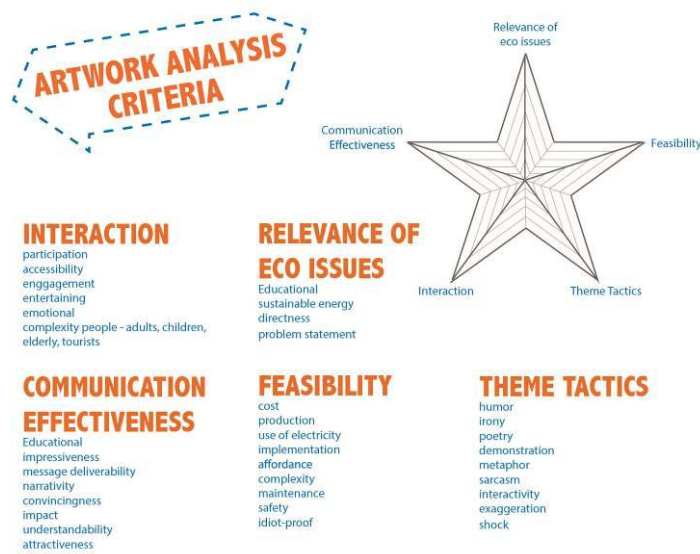 ARTWORK ANALYSIS
CRITERIA
Relevance of
eco issues
Communication
Effectiveness
Feasibility
Interaction
Theme Tactics
INTERACTION
participation
accessibility
enggagement
entertaining
emotional
complexity people - adults, children,
elderly, tourists
RELEVANCE OF
ECO ISSUES
Educational
sustainable energy
directness
problem statement
COMMUNICATION
EFFECTIVENESS
Educational
impressiveness
message deliverability
narrativity
convincingness
impact
understandability
attractiveness
FEASIBILITY
cost
production
use of electricity
implementation
affordance
complexity
maintenance
safety
idiot-proof
THEME TACTICS
humor
irony
poetry
demonstration
metaphor
sarcasm
interactivity
exaggeration
shock